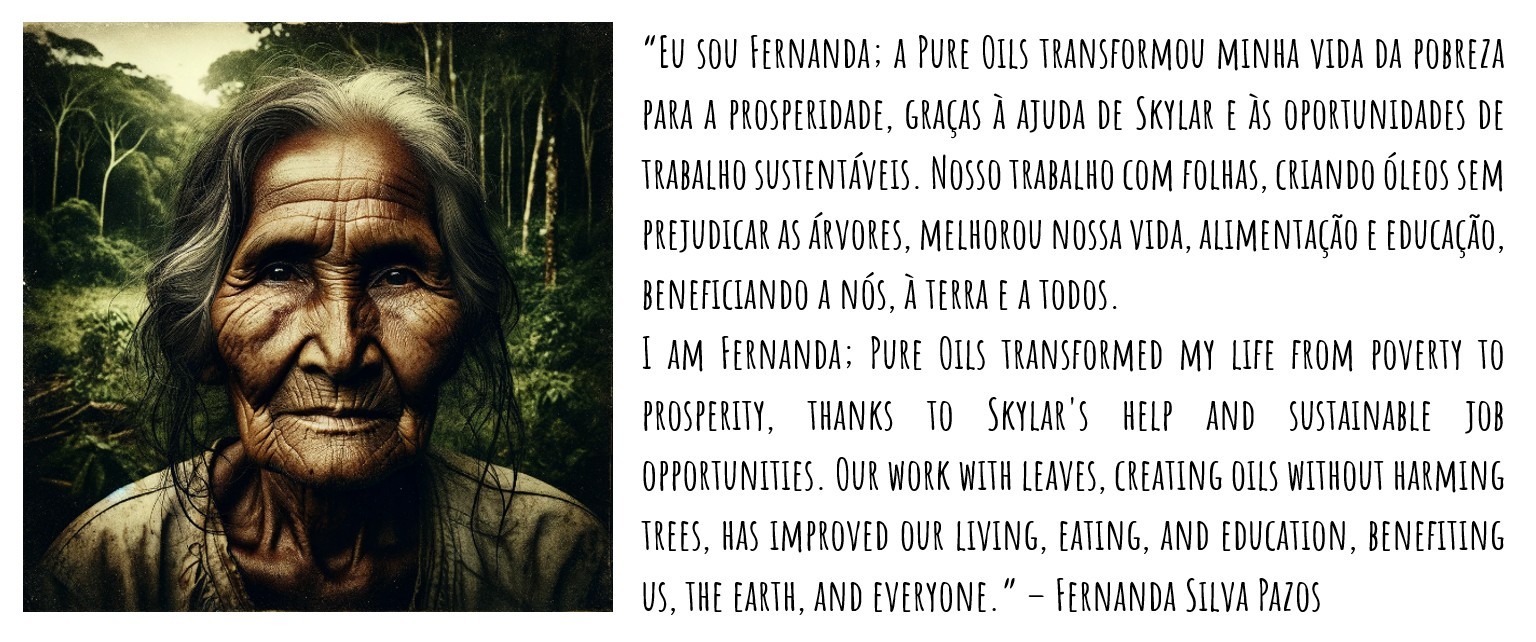 “Eu sou Fernanda; a Pure Oils transformou minha vida da pobreza
para a prosperidade, graças à ajuda de Skylar e às oportunidades de
trabalho sustentáveis. Nosso trabalho com folhas, criando óleos sem
prejudicar as árvores, melhorou nossa vida, alimentação e educação,
beneficiando a nós, à terra e a todos.
I am Fernanda; Pure Oils transformed my life from poverty to
prosperity, thanks to Skylar's help and sustainable job
opportunities. Our work with leaves, creating oils without harming
trees, has improved our living, eating, and education, benefiting
us, the earth, and everyone.” – Fernanda Silva Pazos